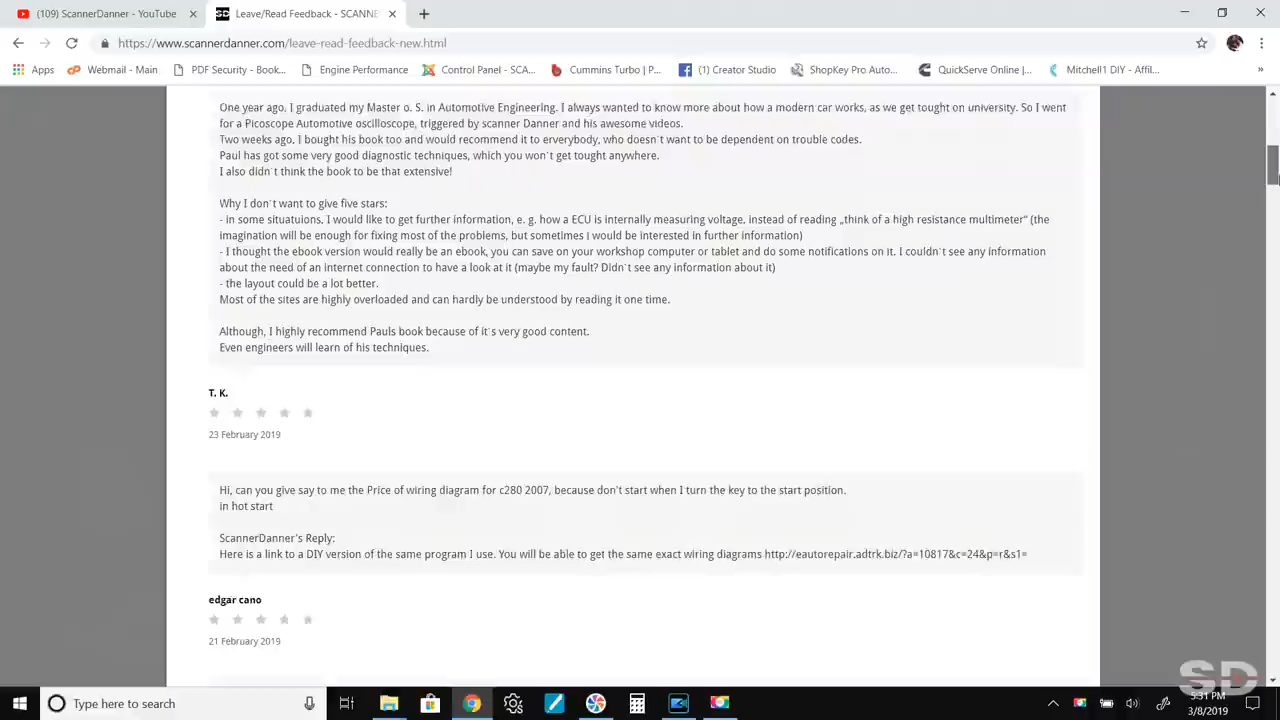 (109) ScannerDanner - YouTube
Leave/Read Feedback - SCANNE
https://www.scannerdanner.com/leave-read-feedback-new.html
Apps
Webmail - Main
PDF Security - Book...
Engine Performance
Control Panel - SCA...
Cummins Turbo | P...
(1) Creator Studio
ShopKey Pro Auto...
QuickServe Online |...
Mitchell1 DIY - Affil...
One year ago, I graduated my Master o. S. in Automotive Engineering. I always wanted to know more about how a modern car works, as we get tought on university. So I went
for a Picoscope Automotive oscilloscope, triggered by scanner Danner and his awesome videos.
Two weeks ago, I bought his book too and would recommend it to erverybody, who doesn`t want to be dependent on trouble codes.
Paul has got some very good diagnostic techniques, which you won`t get tought anywhere.
I also didn`t think the book to be that extensive!
Why I don`t want to give five stars:
- in some situatuions, I would like to get further information, e. g. how a ECU is internally measuring voltage, instead of reading „think of a high resistance multimeter“ (the
imagination will be enough for fixing most of the problems, but sometimes i would be interested in further information)
- I thought the ebook version would really be an ebook, you can save on your workshop computer or tablet and do some notifications on it. I couldn`t see any information
about the need of an internet connection to have a look at it (maybe my fault? Didn`t see any information about it)
- the layout could be a lot better.
Most of the sites are highly overloaded and can hardly be understood by reading it one time.
Although, I highly recommend Pauls book because of it`s very good content.
Even engineers will learn of his techniques.
T. K.
23 February 2019
Hi, can you give say to me the Price of wiring diagram for c280 2007, because don't start when I turn the key to the start position.
in hot start
ScannerDanner's Reply:
Here is a link to a DIY version of the same program I use. You will be able to get the same exact wiring diagrams http://eautorepair.adtrk.biz/?a=10817&c=24&p=r&s1=
edgar cano
21 February 2019
SD
Type here to search
5:31 PM
3/8/2019